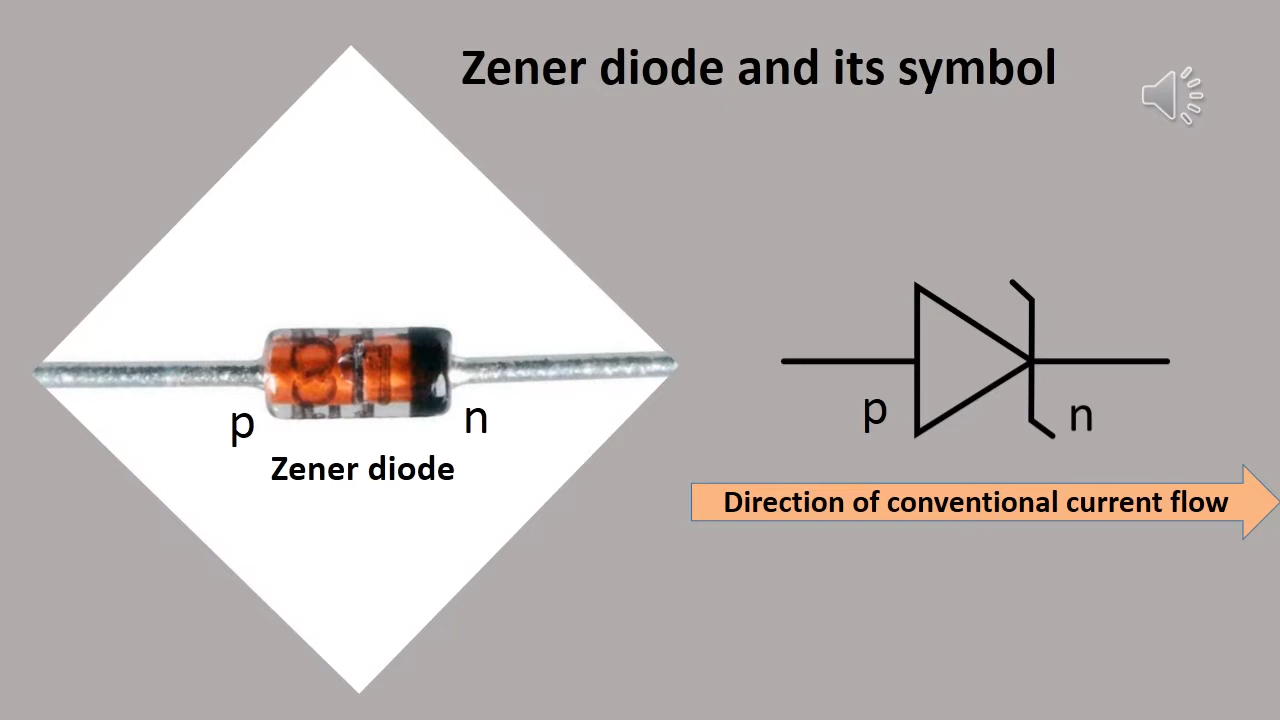 Zener diode and its symbol
p
n
Zener diode
p
n
Direction of conventional current flow